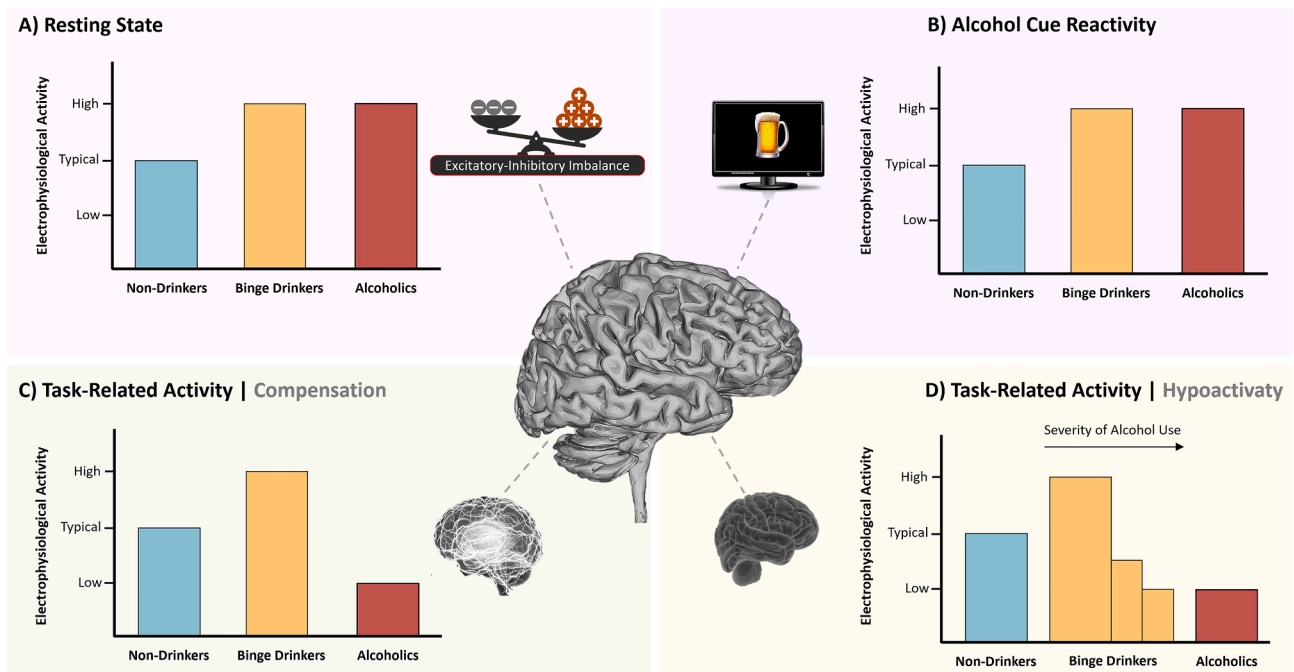 A) Resting State
Electrophysiological Activity
High
Typical
Low
Non-Drinkers
Binge Drinkers
Alcoholics
Excitatory-Inhibitory Imbalance
B) Alcohol Cue Reactivity
Electrophysiological Activity
High
Typical
Low
Non-Drinkers
Binge Drinkers
Alcoholics
C) Task-Related Activity | Compensation
Electrophysiological Activity
High
Typical
Low
Non-Drinkers
Binge Drinkers
Alcoholics
D) Task-Related Activity | Hypoactivaty
Severity of Alcohol Use
Electrophysiological Activity
High
Typical
Low
Non-Drinkers
Binge Drinkers
Alcoholics